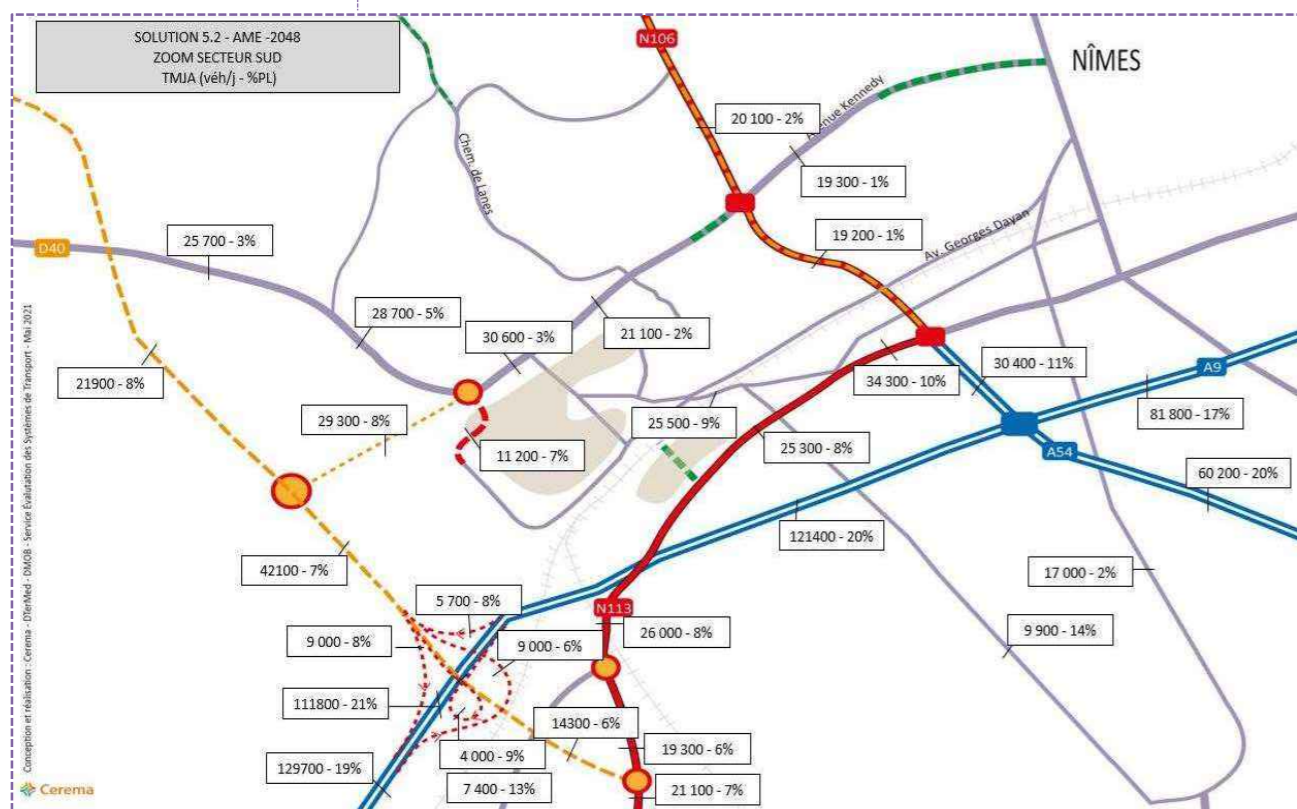 SOLUTION 5.2 - AME -2048
ZOOM SECTEUR SUD
TMJA (véh/j - %PL)
N106
NÎMES
20 100 - 2%
Avenue Kennedy
19 300 - 1%
Chem. de Lanes
D40
25 700 - 3%
19 200 - 1%
Av. Georges Dayan
28 700 - 5%
30 600 - 3%
21 100 - 2%
21900 - 8%
34 300 - 10%
30 400 - 11%
A9
81 800 - 17%
29 300 - 8%
11 200 - 7%
25 500 - 9%
25 300 - 8%
A54
60 200 - 20%
121400 - 20%
42100 - 7%
17 000 - 2%
5 700 - 8%
N113
9 000 - 8%
9 000 - 6%
26 000 - 8%
9 900 - 14%
111800 - 21%
14300 - 6%
129700 - 19%
4 000 - 9%
19 300 - 6%
7 400 - 13%
21 100 - 7%
Conception et réalisation : Cerema - DTerMed - DMOB - Service Évalutation des Systèmes de Transport - Mai 2021
Cerema